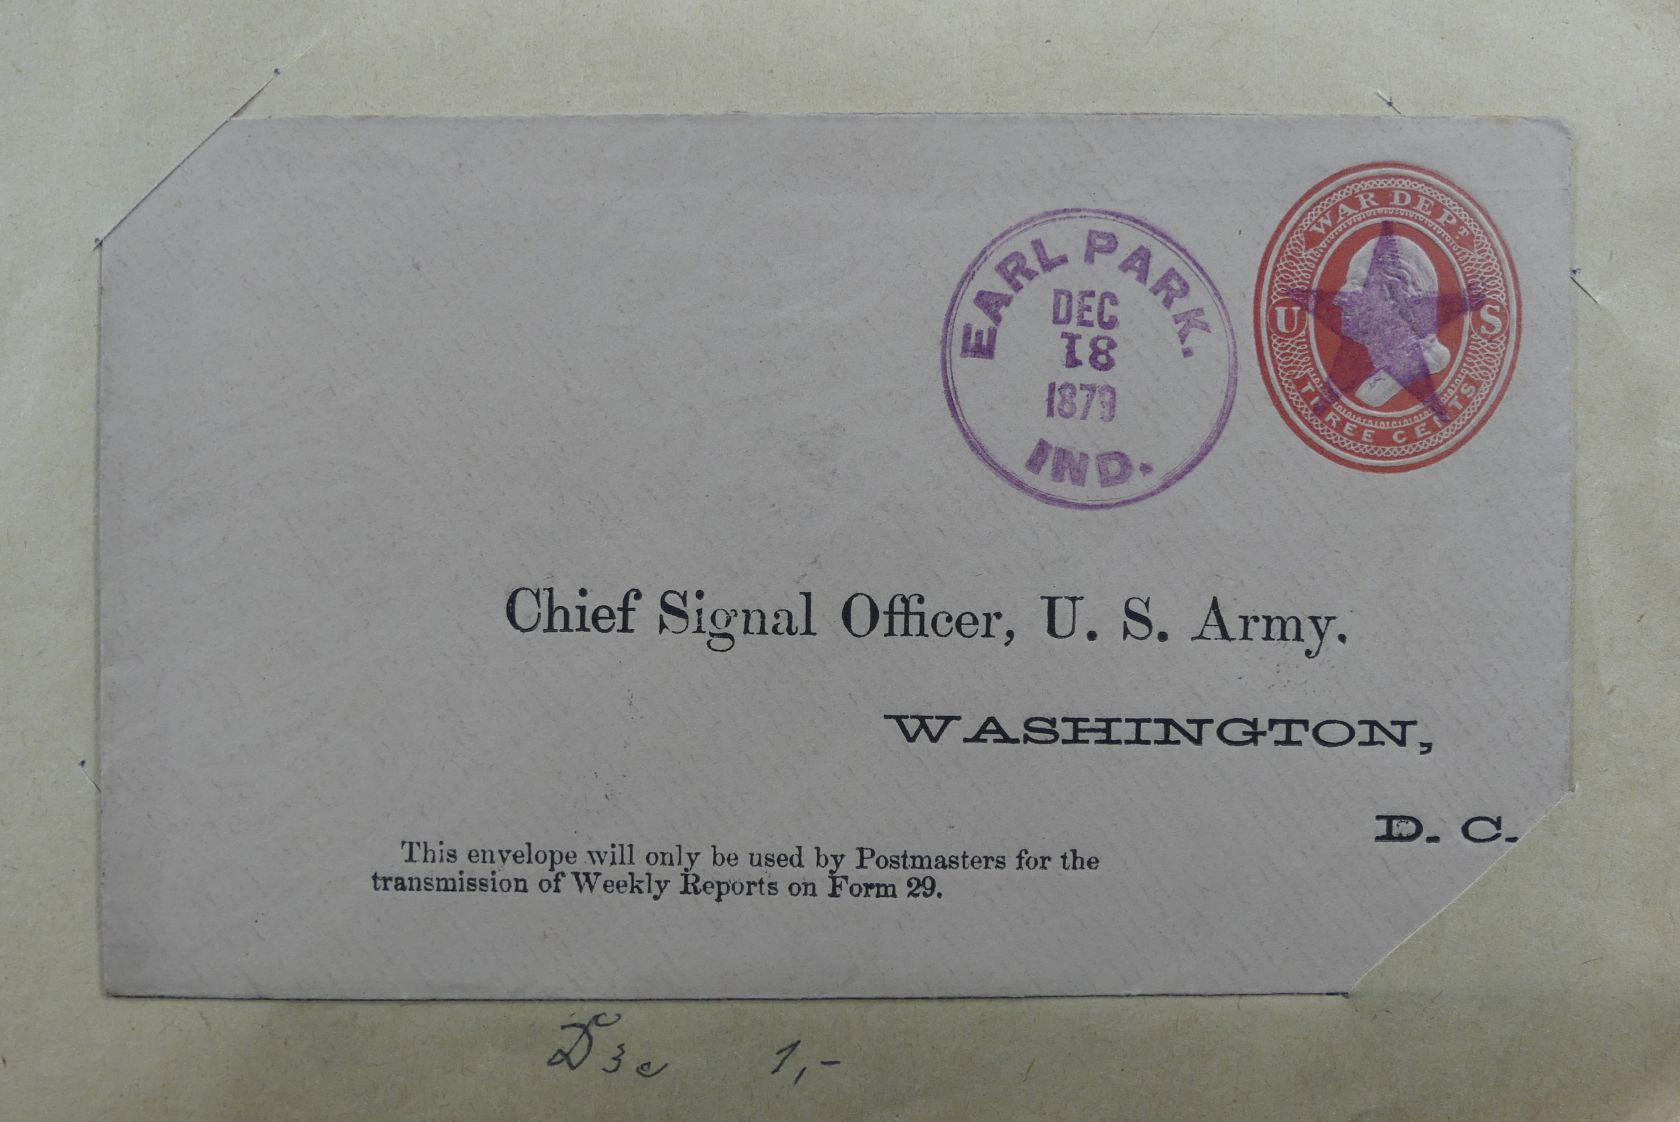 WAR DEPT
U S
THREE CENTS
EARL PARK.
DEC
18
1879
IND.
Chief Signal Officer, U. S. Army.
WASHINGTON,
D. C.
This envelope will only be used by Postmasters for the
transmission of Weekly Reports on Form 29.
1,-